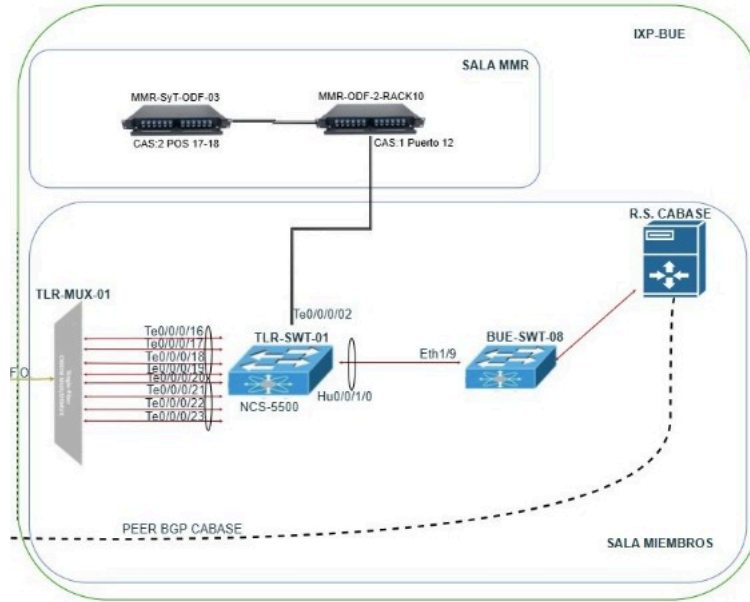 IXP-BUE
SALA MMR
MMR-SyT-ODF-03
MMR-ODF-2-RACK10
CAS:2 POS 17-18
CAS:1 Puerto 12
R.S. CABASE
TLR-MUX-01
Te0/0/0/02
Te0/0/0/16
Te0/0/0/17
Te0/0/0/18
Te0/0/0/19
Te0/0/0/20
Te0/0/0/21
Te0/0/0/22
Te0/0/0/23
TLR-SWT-01
BUE-SWT-08
Eth1/9
F.O
Hu0/0/1/0
NCS-5500
PEER BGP CABASE
SALA MIEMBROS